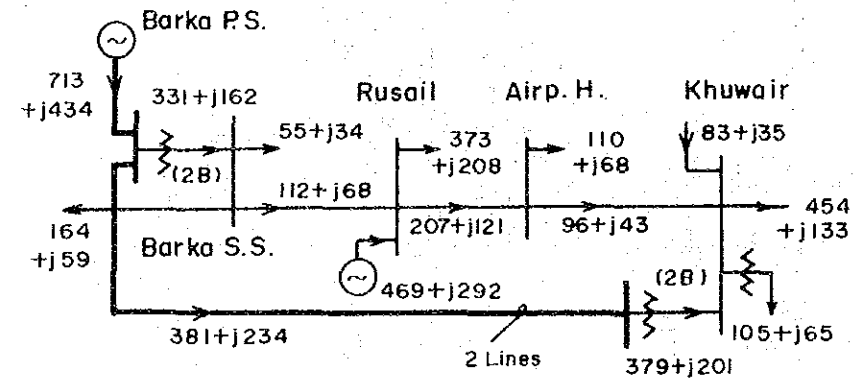 Barka P.S.
713
+j434
331+j162
(2B)
55+j34
Rusail
373
+j208
Airp. H.
110
+j68
Khuwair
83+j35
112+j68
207+j121
96+j43
454
+j133
164
+j59
Barka S.S.
469+j292
(2B)
105+j65
381+j234
2 Lines
379+j201